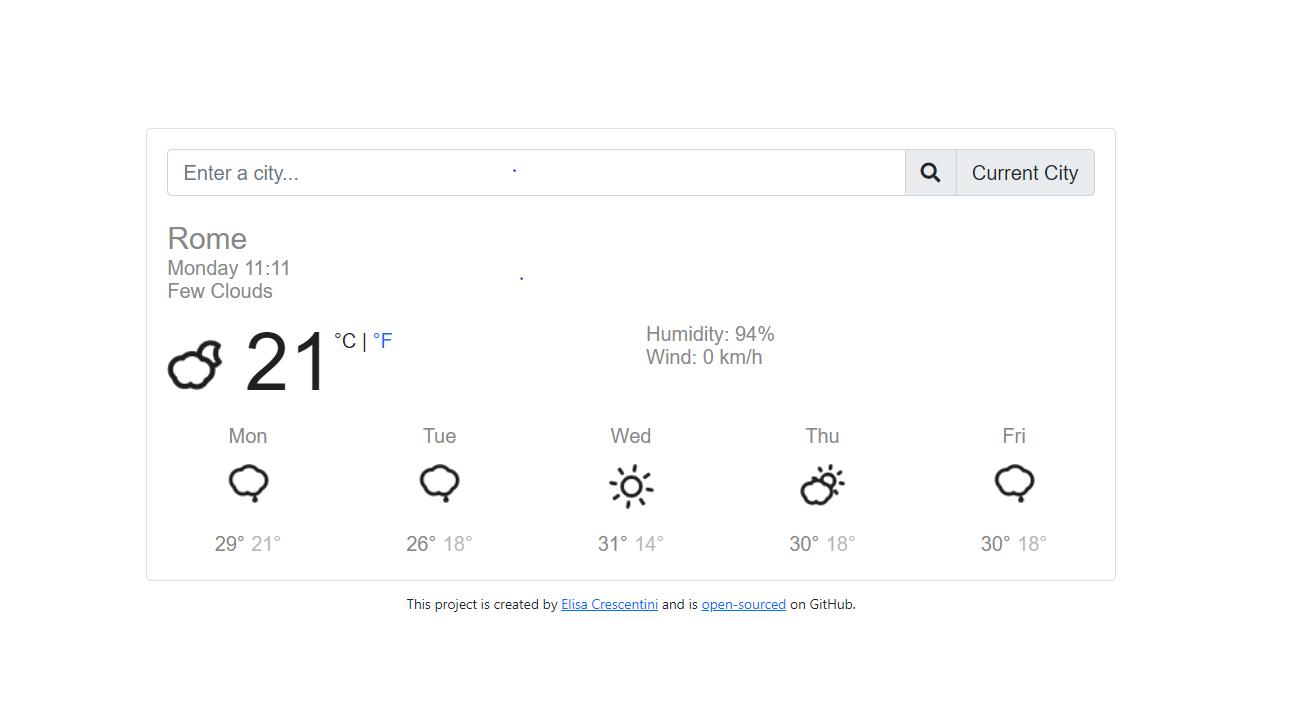 Enter a city...
Current City
Rome
Monday 11:11
Few Clouds
21 °C | °F
Humidity: 94%
Wind: 0 km/h
Mon Tue Wed Thu Fri
29° 21° 26° 18° 31° 14° 30° 18° 30° 18°
This project is created by Elisa Crescentini and is open-sourced on GitHub.